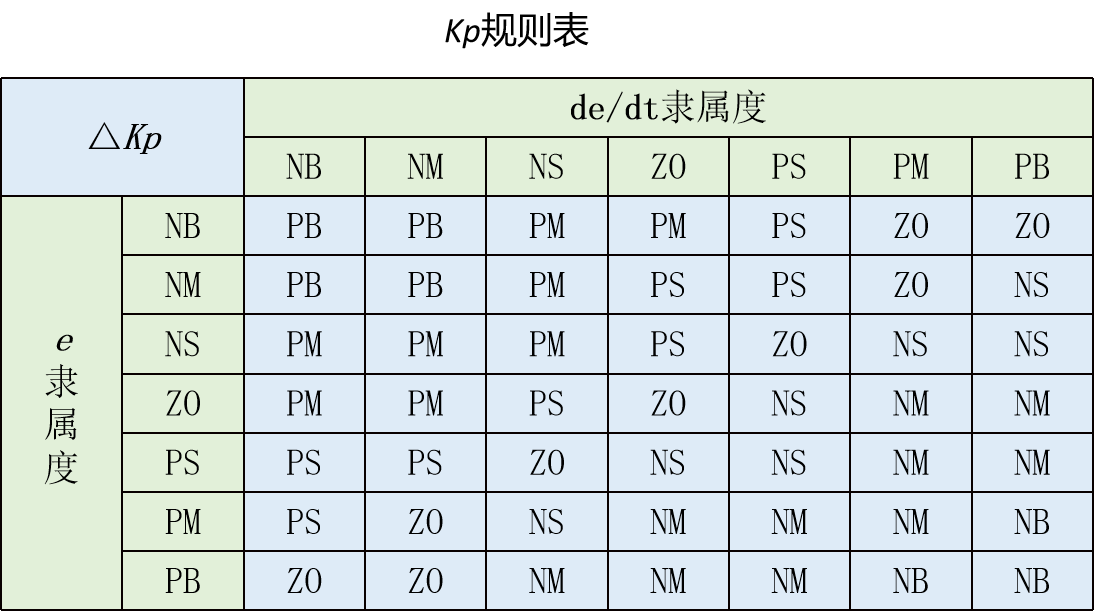 Kp规则表
△Kp
de/dt隶属度
NB NM NS ZO PS PM PB
e隶属度
NB PB PB PM PM PS ZO ZO
NM PB PB PM PS PS ZO NS
NS PM PM PM PS ZO NS NS
ZO PM PM PS ZO NS NM NM
PS PS PS ZO NS NS NM NM
PM PS ZO NS NM NM NM NB
PB ZO ZO NM NM NM NB NB